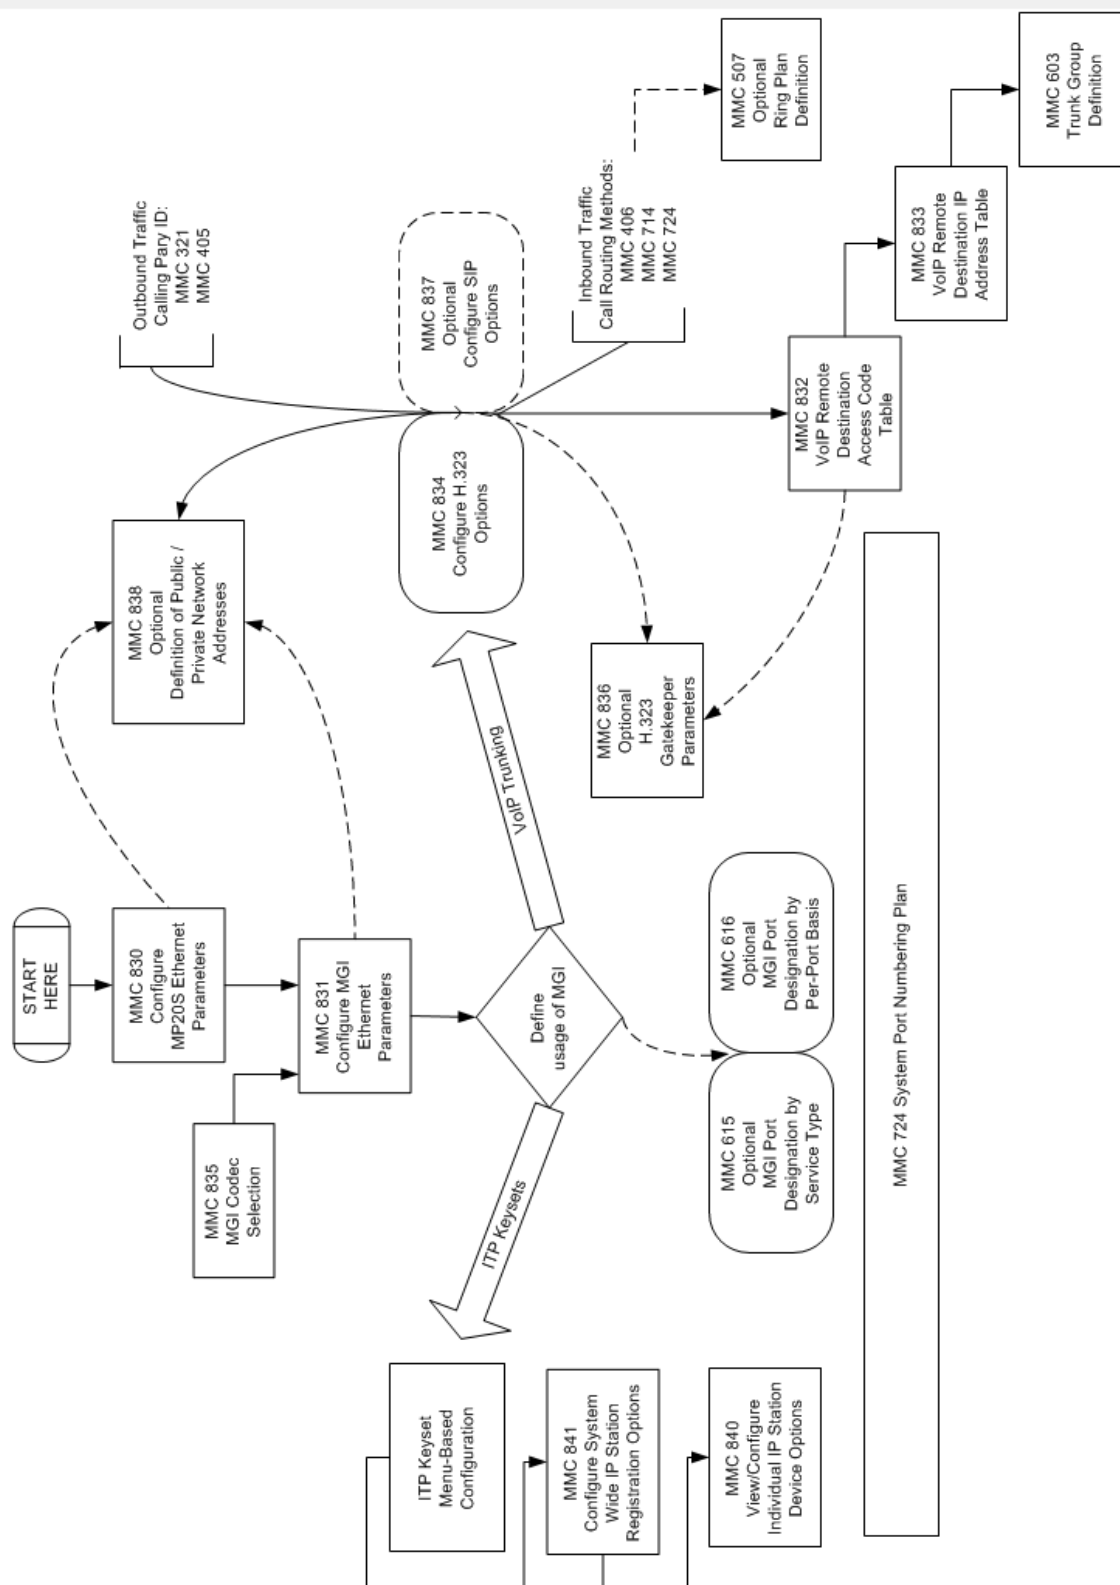 START
HERE
MMC 830
Configure
MP20S Ethernet
Parameters
MMC 835
MGI Codec
Selection
MMC 831
Configure MGI
Ethernet
Parameters
MMC 838
Optional
Definition of Public /
Private Network
Addresses
Outbound Traffic
Calling Pary ID:
MMC 321
MMC 405
Define
usage of MGI
ITP Keysets
VoIP Trunking
MMC 834
Configure H.323
Options
MMC 837
Optional
Configure SIP
Options
Inbound Traffic
Call Routing Methods:
MMC 406
MMC 714
MMC 724
MMC 507
Optional
Ring Plan
Definition
ITP Keyset
Menu-Based
Configuration
MMC 841
Configure System
Wide IP Station
Registration Options
MMC 840
View/Configure
Individual IP Station
Device Options
MMC 615
Optional
MGI Port
Designation by
Service Type
MMC 616
Optional
MGI Port
Designation by
Per-Port Basis
MMC 836
Optional
H.323
Gatekeeper
Parameters
MMC 832
VoIP Remote
Destination
Access Code
Table
MMC 833
VoIP Remote
Destination IP
Address Table
MMC 603
Trunk Group
Definition
MMC 724 System Port Numbering Plan